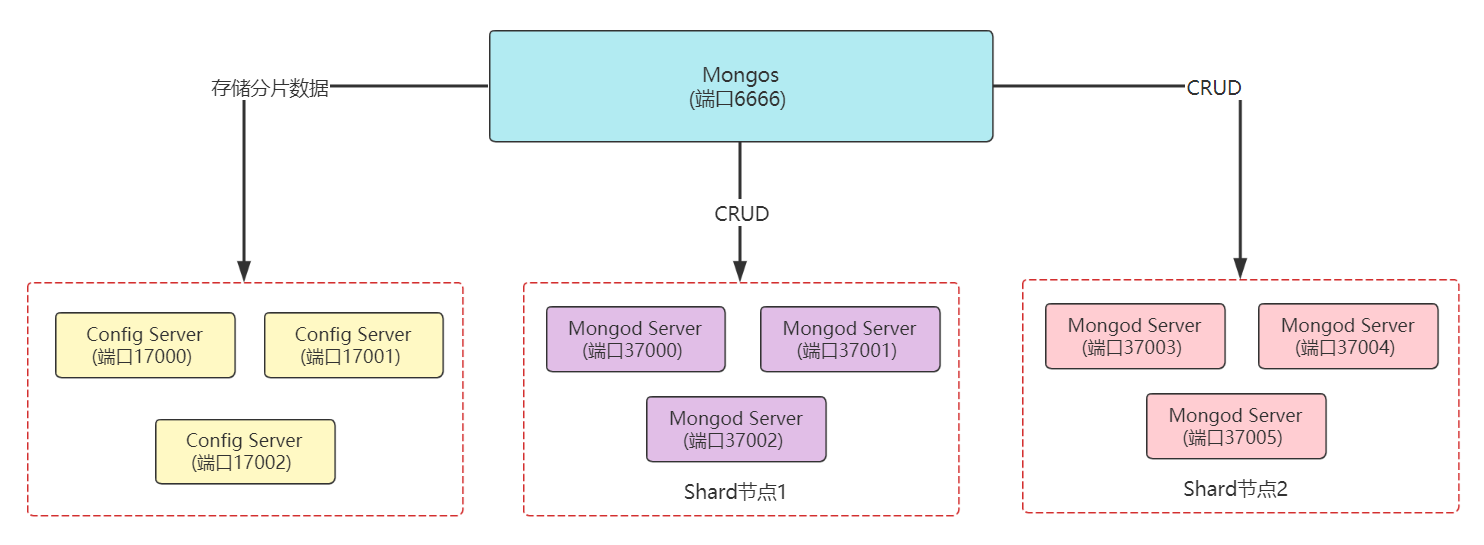 Mongos
(端口6666)
存储分片数据
CRUD
CRUD
Config Server
(端口17000)
Config Server
(端口17001)
Config Server
(端口17002)
Mongod Server
(端口37000)
Mongod Server
(端口37001)
Mongod Server
(端口37002)
Shard节点1
Mongod Server
(端口37003)
Mongod Server
(端口37004)
Mongod Server
(端口37005)
Shard节点2